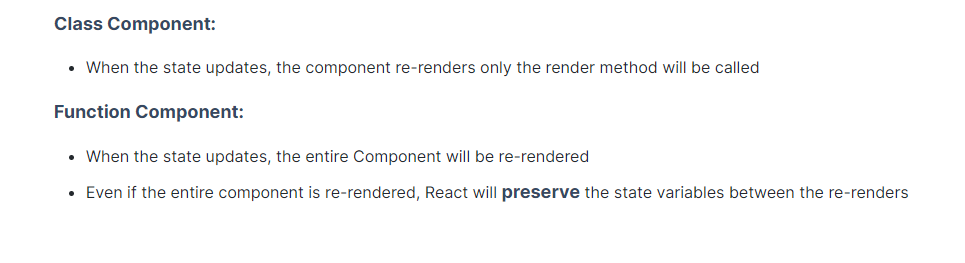 Class Component:
• When the state updates, the component re-renders only the render method will be called
Function Component:
• When the state updates, the entire Component will be re-rendered
• Even if the entire component is re-rendered, React will preserve the state variables between the re-renders